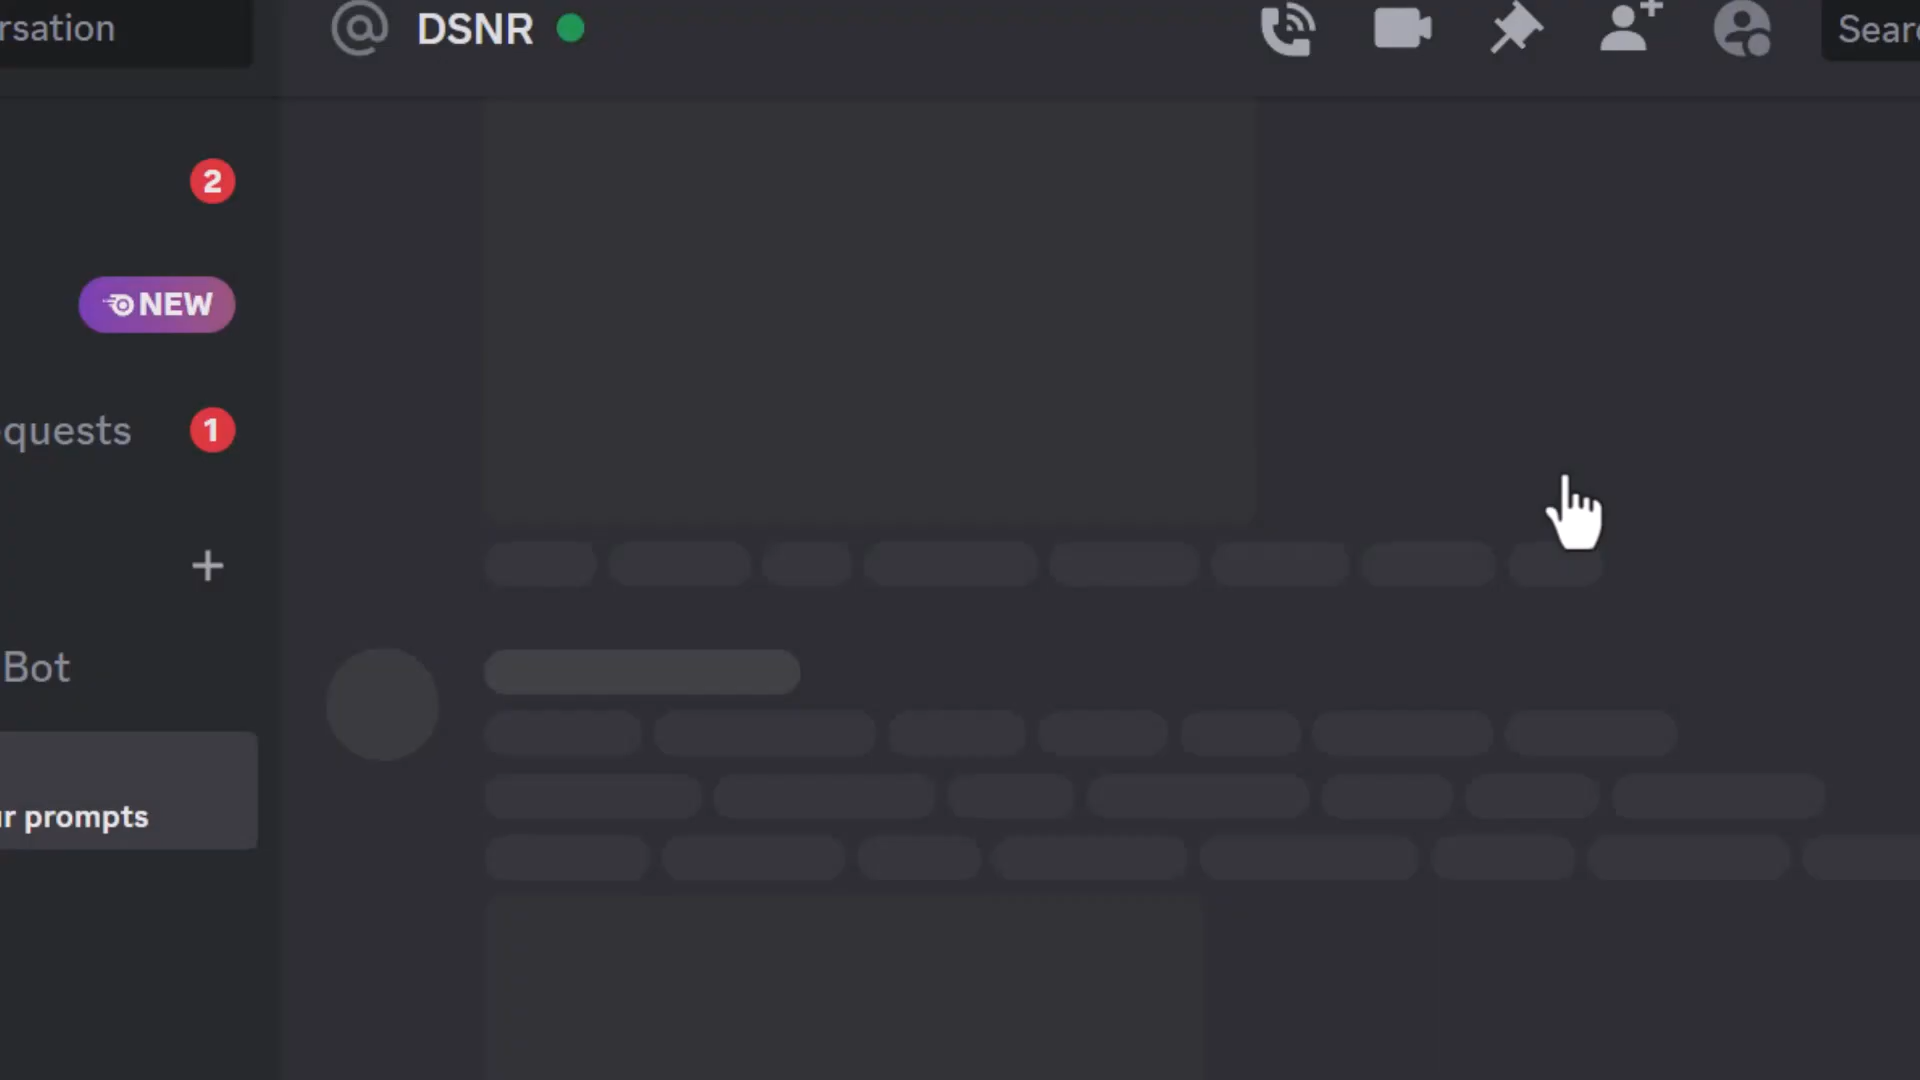 rsation
DSNR
Sear
2
NEW
quests
1
Bot
r prompts